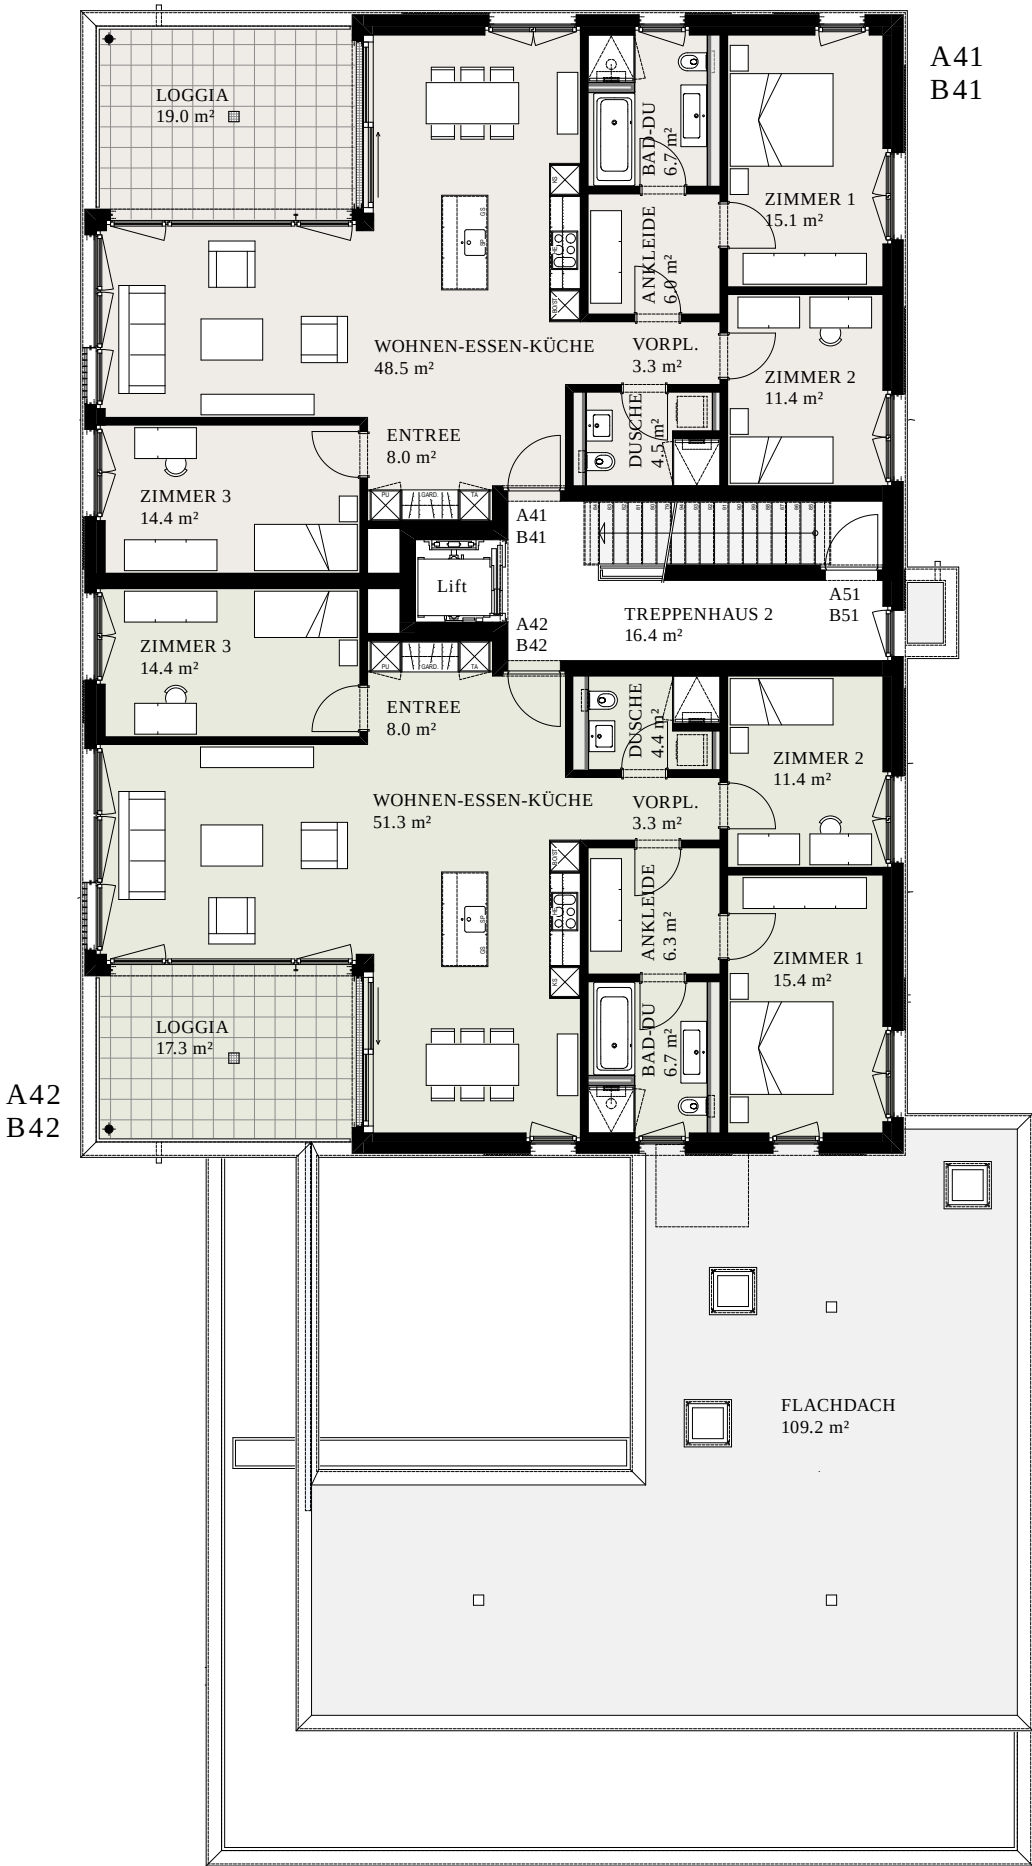 A41
B41
LOGGIA
19.0 m²
BAD-DU
6.7 m²
ZIMMER 1
15.1 m²
KS
GS
SP
ANKLEIDE
6.0 m²
WOHNEN-ESSEN-KÜCHE
48.5 m²
VORPL.
3.3 m²
ZIMMER 2
11.4 m²
DUSCHE
4.5 m²
ENTREE
8.0 m²
ZIMMER 3
14.4 m²
PU
GARD.
TA
A41
B41
Lift
A51
B51
TREPPENHAUS 2
16.4 m²
A42
B42
ZIMMER 3
14.4 m²
PU
GARD.
TA
ENTREE
8.0 m²
DUSCHE
4.4 m²
ZIMMER 2
11.4 m²
WOHNEN-ESSEN-KÜCHE
51.3 m²
VORPL.
3.3 m²
ANKLEIDE
6.3 m²
SP
GS
KS
ZIMMER 1
15.4 m²
LOGGIA
17.3 m²
BAD-DU
6.7 m²
A42
B42
FLACHDACH
109.2 m²